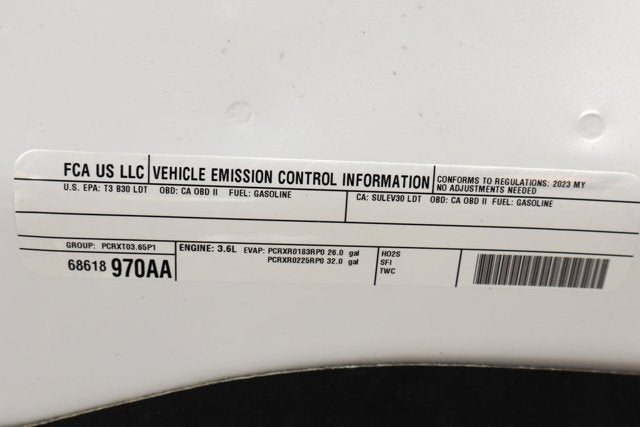 FCA US LLC VEHICLE EMISSION CONTROL INFORMATION CONFORMS TO REGULATIONS: 2023 MY
NO ADJUSTMENTS NEEDED
U.S. EPA: T3 B30 LDT OBD: CA OBD II FUEL: GASOLINE
CA: SULEV30 LDT OBD: CA OBD II FUEL: GASOLINE
GROUP: PCRXT03.65P1
68618 970AA
ENGINE: 3.6L EVAP: PCRXR0183RP0 26.0 gal
PCRXR0225RP0 32.0 gal
HO2S
SFI
TWC